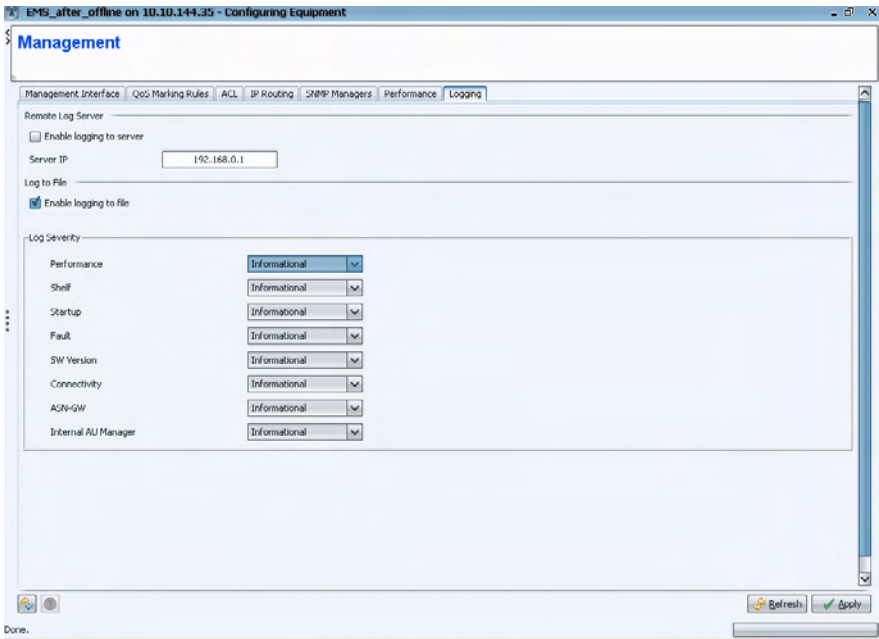 EMS_after_offline on 10.10.144.35 - Configuring Equipment
Management
Management Interface QoS Marking Rules ACL IP Routing SNMP Managers Performance Logging
Remote Log Server
Enable logging to server
Server IP 192.168.0.1
Log to File
Enable logging to file
Log Severity
Performance Informational
Shelf Informational
Startup Informational
Fault Informational
SW Version Informational
Connectivity Informational
ASN-GW Informational
Internal AU Manager Informational
Refresh Apply
Done.